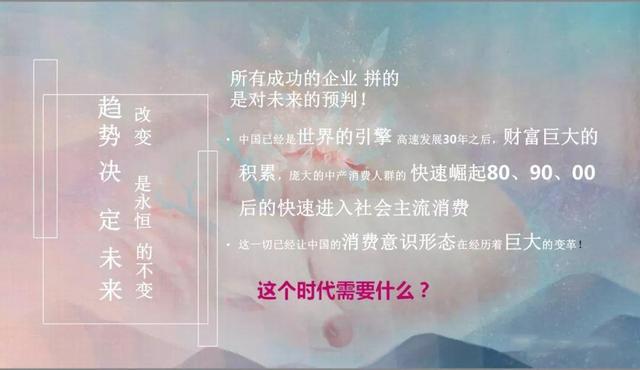 趋势决定未来
改变 是永恒的不变
所有成功的企业 拼的
是对未来的预判！
• 中国已经是世界的引擎 高速发展30年之后，财富巨大的
积累，庞大的中产消费人群的 快速崛起80、90、00
后的快速进入社会主流消费
• 这一切已经让中国的消费意识形态在经历着巨大的变革！
这个时代需要什么？